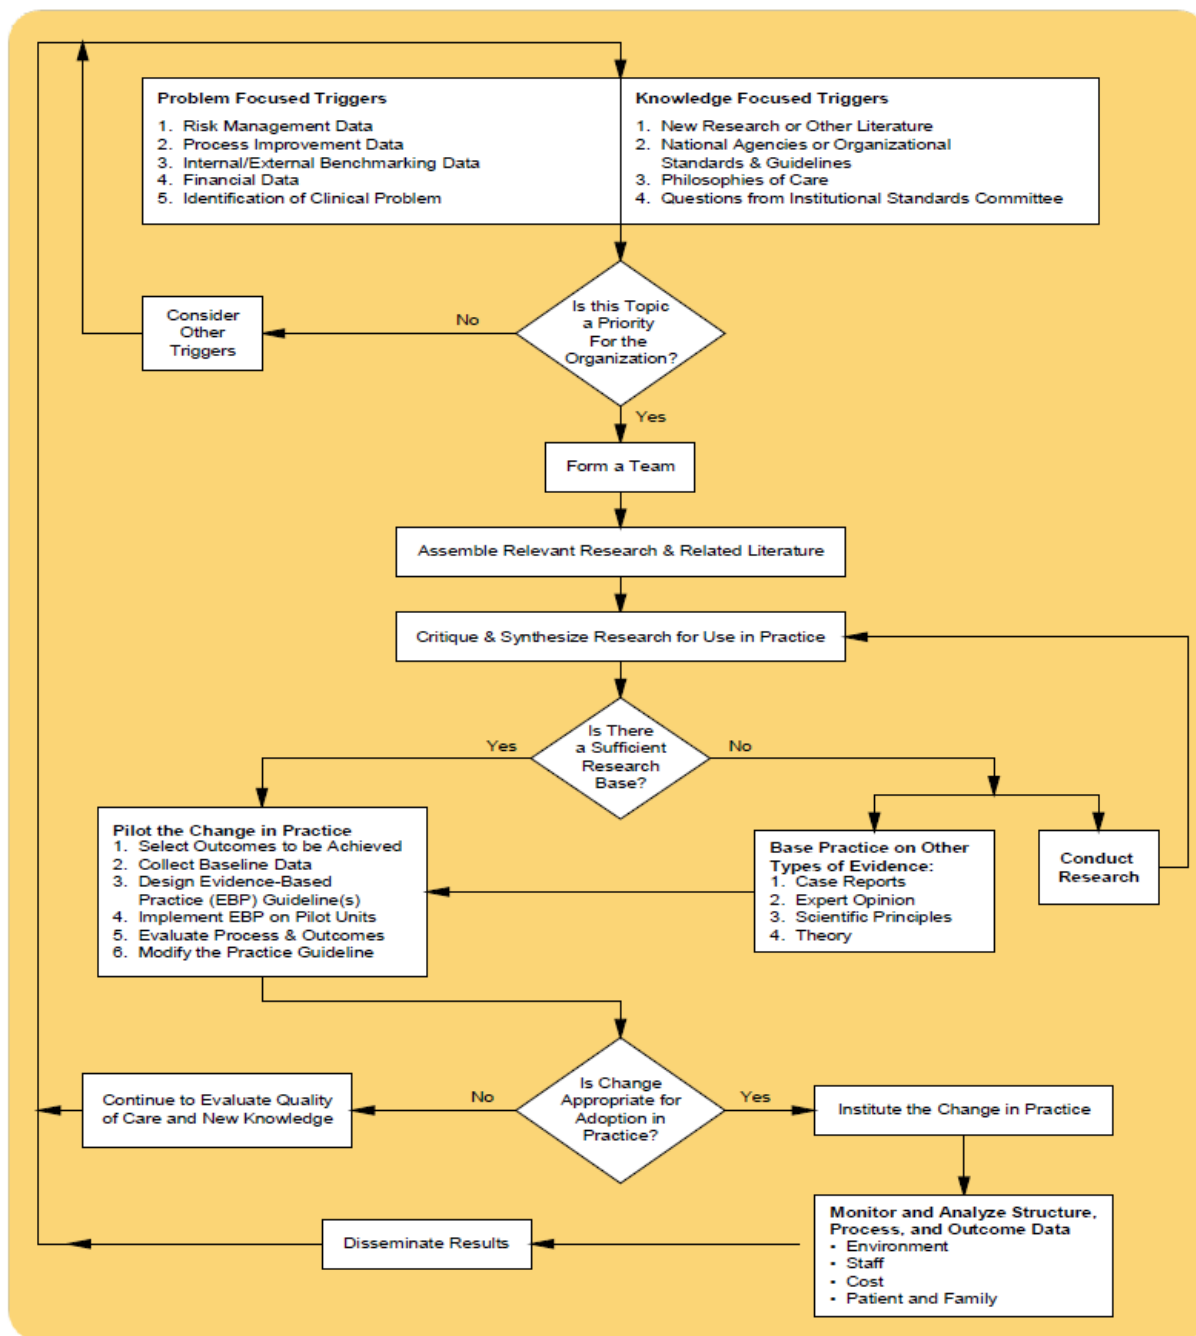 Problem Focused Triggers
1. Risk Management Data
2. Process Improvement Data
3. Internal/External Benchmarking Data
4. Financial Data
5. Identification of Clinical Problem
Knowledge Focused Triggers
1. New Research or Other Literature
2. National Agencies or Organizational
Standards & Guidelines
3. Philosophies of Care
4. Questions from Institutional Standards Committee
Consider
Other
Triggers
No
Is this Topic
a Priority
For the
Organization?
Yes
Form a Team
Assemble Relevant Research & Related Literature
Critique & Synthesize Research for Use in Practice
Yes
Is There
a Sufficient
Research
Base?
No
Pilot the Change in Practice
1. Select Outcomes to be Achieved
2. Collect Baseline Data
3. Design Evidence-Based
Practice (EBP) Guideline(s)
4. Implement EBP on Pilot Units
5. Evaluate Process & Outcomes
6. Modify the Practice Guideline
Base Practice on Other
Types of Evidence:
1. Case Reports
2. Expert Opinion
3. Scientific Principles
4. Theory
Conduct
Research
Continue to Evaluate Quality
of Care and New Knowledge
No
Is Change
Appropriate for
Adoption in
Practice?
Yes
Institute the Change in Practice
Disseminate Results
Monitor and Analyze Structure,
Process, and Outcome Data
• Environment
• Staff
• Cost
• Patient and Family